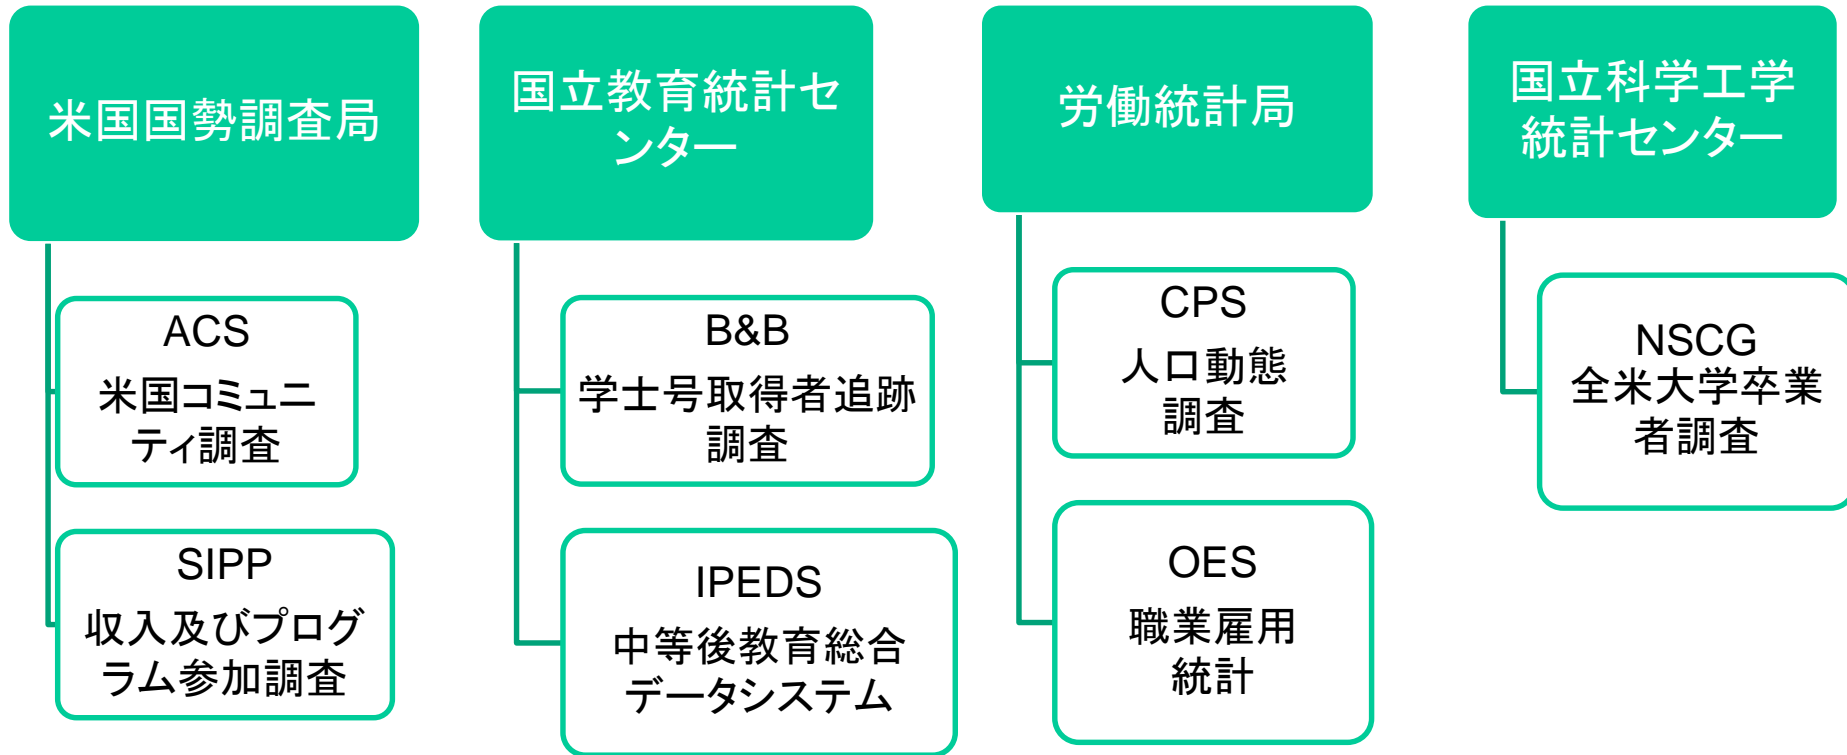 米国国勢調査局
ACS
米国コミュニ
ティ調査
SIPP
収入及びプログ
ラム参加調査
国立教育統計セ
ンター
B&B
学士号取得者追跡
調査
IPEDS
中等後教育総合
データシステム
労働統計局
CPS
人口動態
調査
OES
職業雇用
統計
国立科学工学
統計センター
NSCG
全米大学卒業
者調査